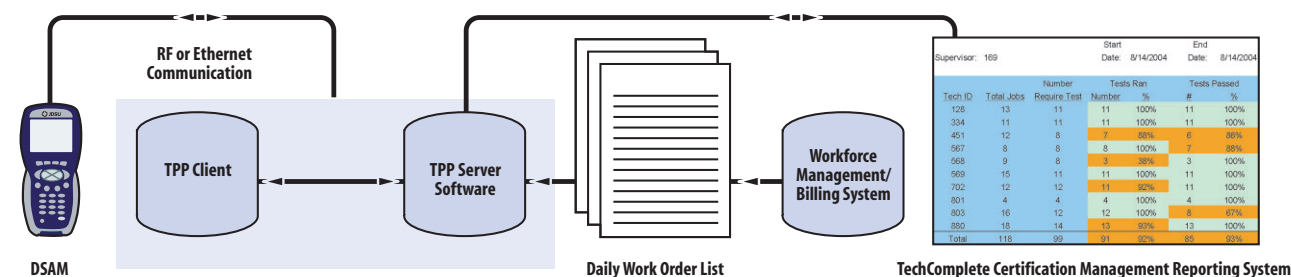 RF or Ethernet
Communication
JDSU
TPP Client
TPP Server
Software
Workforce
Management/
Billing System
DSAM
Daily Work Order List
Start End
Supervisor: 169 Date: 8/14/2004 Date: 8/14/2004
Number Tests Ran Tests Passed
Tech ID Total Jobs Require Test Number % # %
128 13 11 11 100% 11 100%
334 11 11 11 100% 11 100%
451 12 8 7 88% 6 86%
567 8 8 8 100% 7 88%
568 9 8 3 38% 3 100%
569 15 11 11 100% 11 100%
702 12 12 11 92% 11 100%
801 4 4 4 100% 4 100%
803 16 12 12 100% 8 67%
880 18 14 13 93% 13 100%
Total 118 99 91 92% 85 93%
TechComplete Certification Management Reporting System